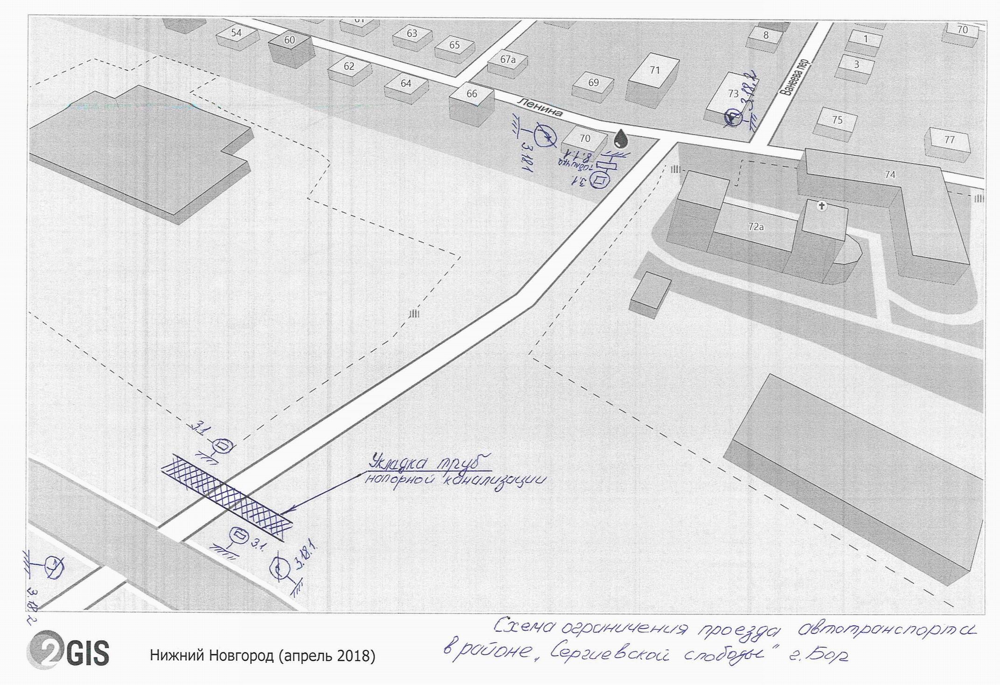 61
54
60
63
65
62
64
66
67а
69
71
73
8
1
3
70
75
77
70
74
72а
Ленина
Ванеева пер
3.18.2
3.18.1
8.1.1
табличка
3.1.
3.1
Укладка труб
напорной канализации
3.1.
3.18.1
3.18.2
Схема ограничения проезда автотранспорта
в районе „Сергиевской слободы" г. Бор
2GIS
Нижний Новгород (апрель 2018)